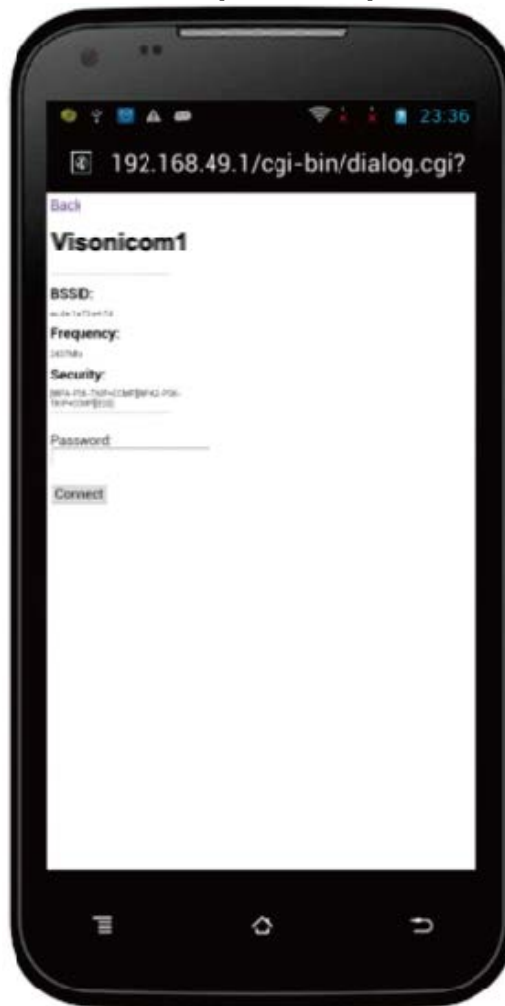 23:36
192.168.49.1/cgi-bin/dialog.cgi?
Back
Visonicom1
BSSID:
Frequency:
Security:
Password:
Connect